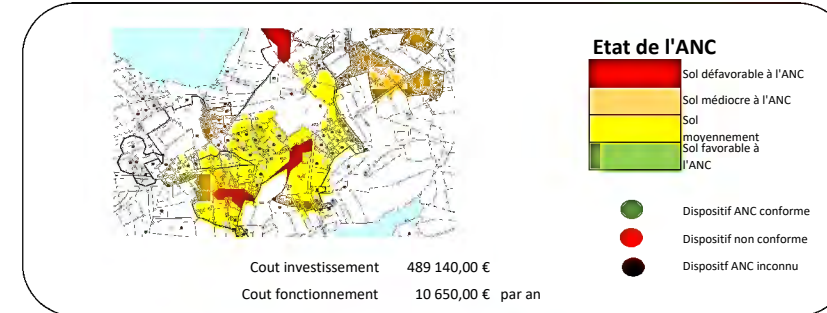 Etat de l'ANC
Sol défavorable à l'ANC
Sol médiocre à l'ANC
Sol
moyennement
Sol favorable à
l'ANC
Dispositif ANC conforme
Dispositif non conforme
Dispositf ANC inconnu
Cout investissement 489 140,00 €
Cout fonctionnement 10 650,00 € par an